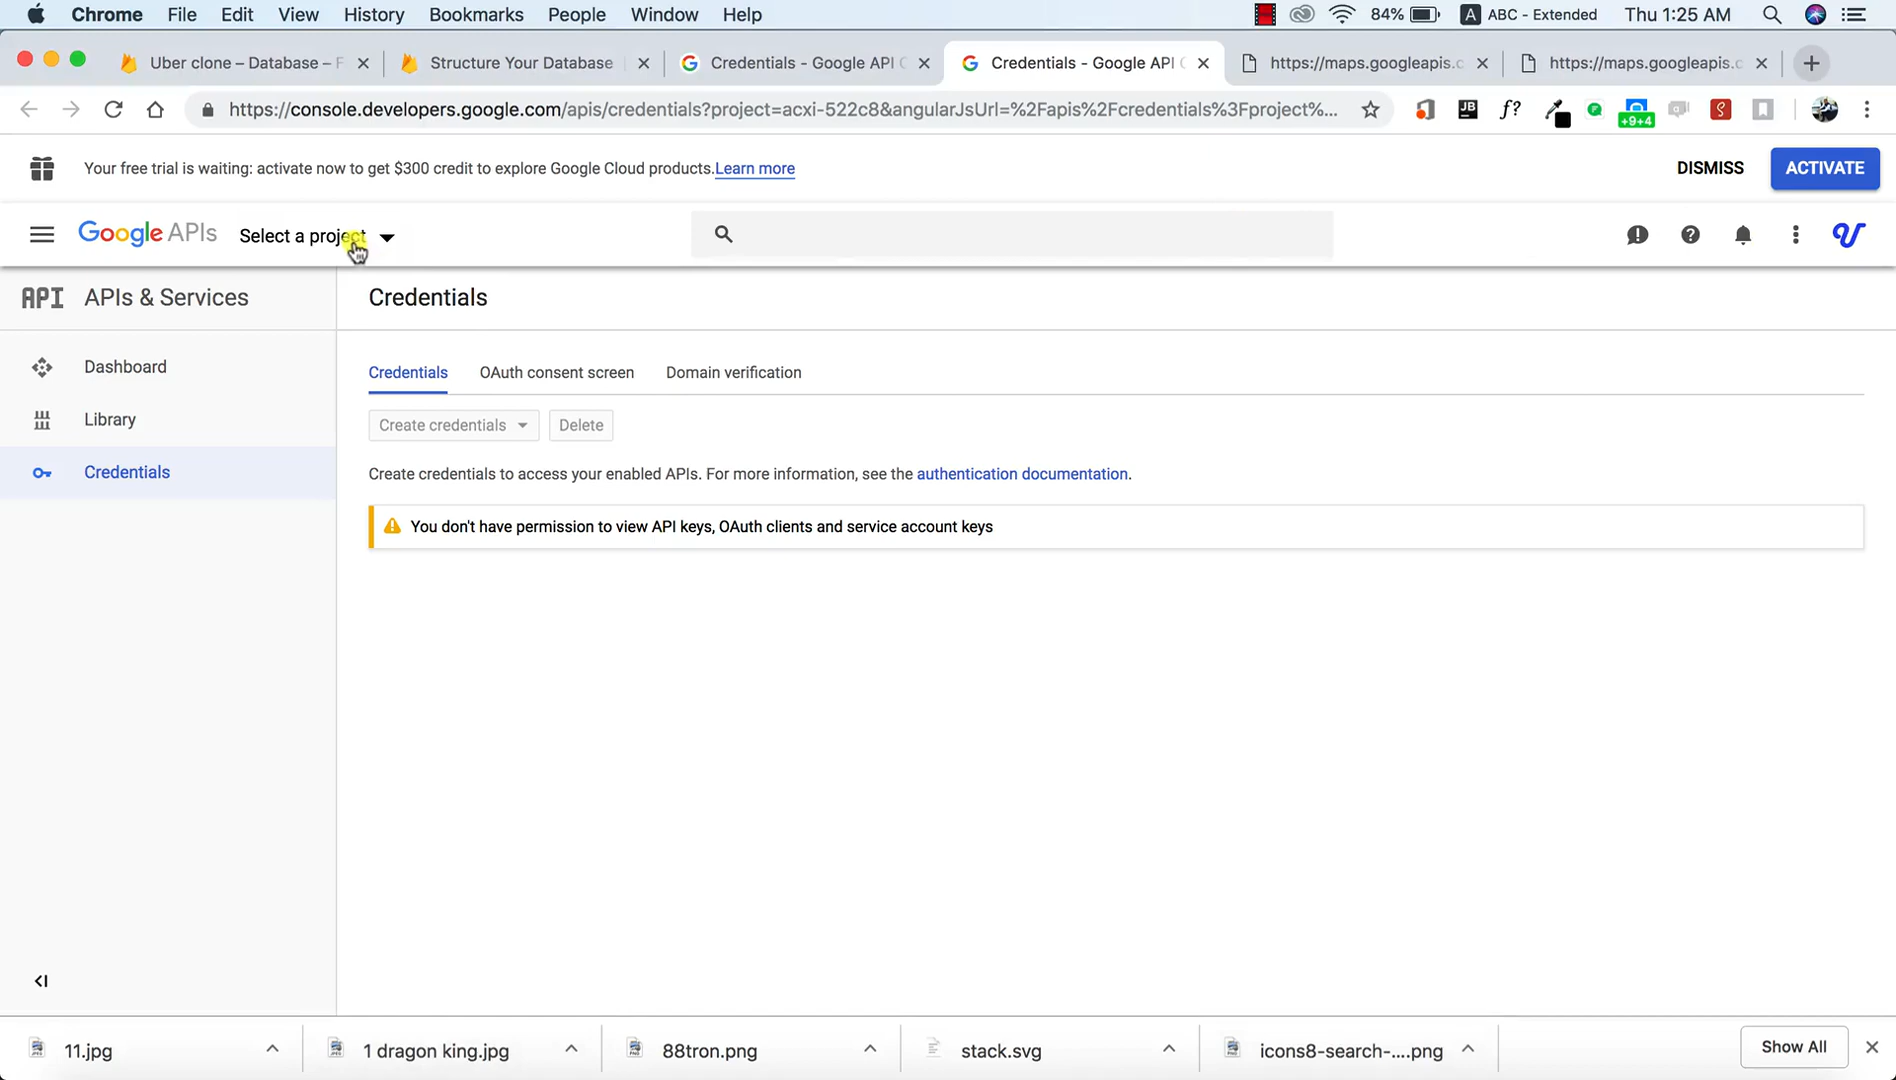 Chrome File Edit View History Bookmarks People Window Help 84% A ABC - Extended Thu 1:25 AM
Uber clone – Database – F Structure Your Database Credentials - Google API C Credentials - Google API C https://maps.googleapis.c https://maps.googleapis.c
https://console.developers.google.com/apis/credentials?project=acxi-522c8&angularJsUrl=%2Fapis%2Fcredentials%3Fproject%... JB f? +9+4
Your free trial is waiting: activate now to get $300 credit to explore Google Cloud products. Learn more DISMISS ACTIVATE
Google APIs Select a project
API APIs & Services Credentials
Dashboard
Library
Credentials
Credentials OAuth consent screen Domain verification
Create credentials Delete
Create credentials to access your enabled APIs. For more information, see the authentication documentation.
You don't have permission to view API keys, OAuth clients and service account keys
11.jpg 1 dragon king.jpg 88tron.png stack.svg icons8-search-....png Show All